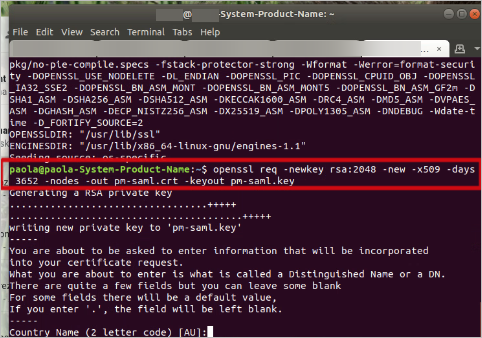 @ -System-Product-Name: ~
File Edit View Search Terminal Tabs Help
...
pkg/no-pie-compile.specs -fstack-protector-strong -Wformat -Werror=format-securi
ty -DOPENSSL_USE_NODELETE -DL_ENDIAN -DOPENSSL_PIC -DOPENSSL_CPUID_OBJ -DOPENSSL
_IA32_SSE2 -DOPENSSL_BN_ASM_MONT -DOPENSSL_BN_ASM_MONT5 -DOPENSSL_BN_ASM_GF2m -D
SHA1_ASM -DSHA256_ASM -DSHA512_ASM -DKECCAK1600_ASM -DRC4_ASM -DMD5_ASM -DVPAES_
ASM -DGHASH_ASM -DECP_NISTZ256_ASM -DX25519_ASM -DPOLY1305_ASM -DNDEBUG -Wdate-t
ime -D_FORTIFY_SOURCE=2
OPENSSLDIR: "/usr/lib/ssl"
ENGINESDIR: "/usr/lib/x86_64-linux-gnu/engines-1.1"
Seeding source: os-specific
paola@paola-System-Product-Name:~$ openssl req -newkey rsa:2048 -new -x509 -days
3652 -nodes -out pm-saml.crt -keyout pm-saml.key
Generating a RSA private key
................................+++++
......................................+++++
writing new private key to 'pm-saml.key'
-----
You are about to be asked to enter information that will be incorporated
into your certificate request.
What you are about to enter is what is called a Distinguished Name or a DN.
There are quite a few fields but you can leave some blank
For some fields there will be a default value,
If you enter '.', the field will be left blank.
-----
Country Name (2 letter code) [AU]: